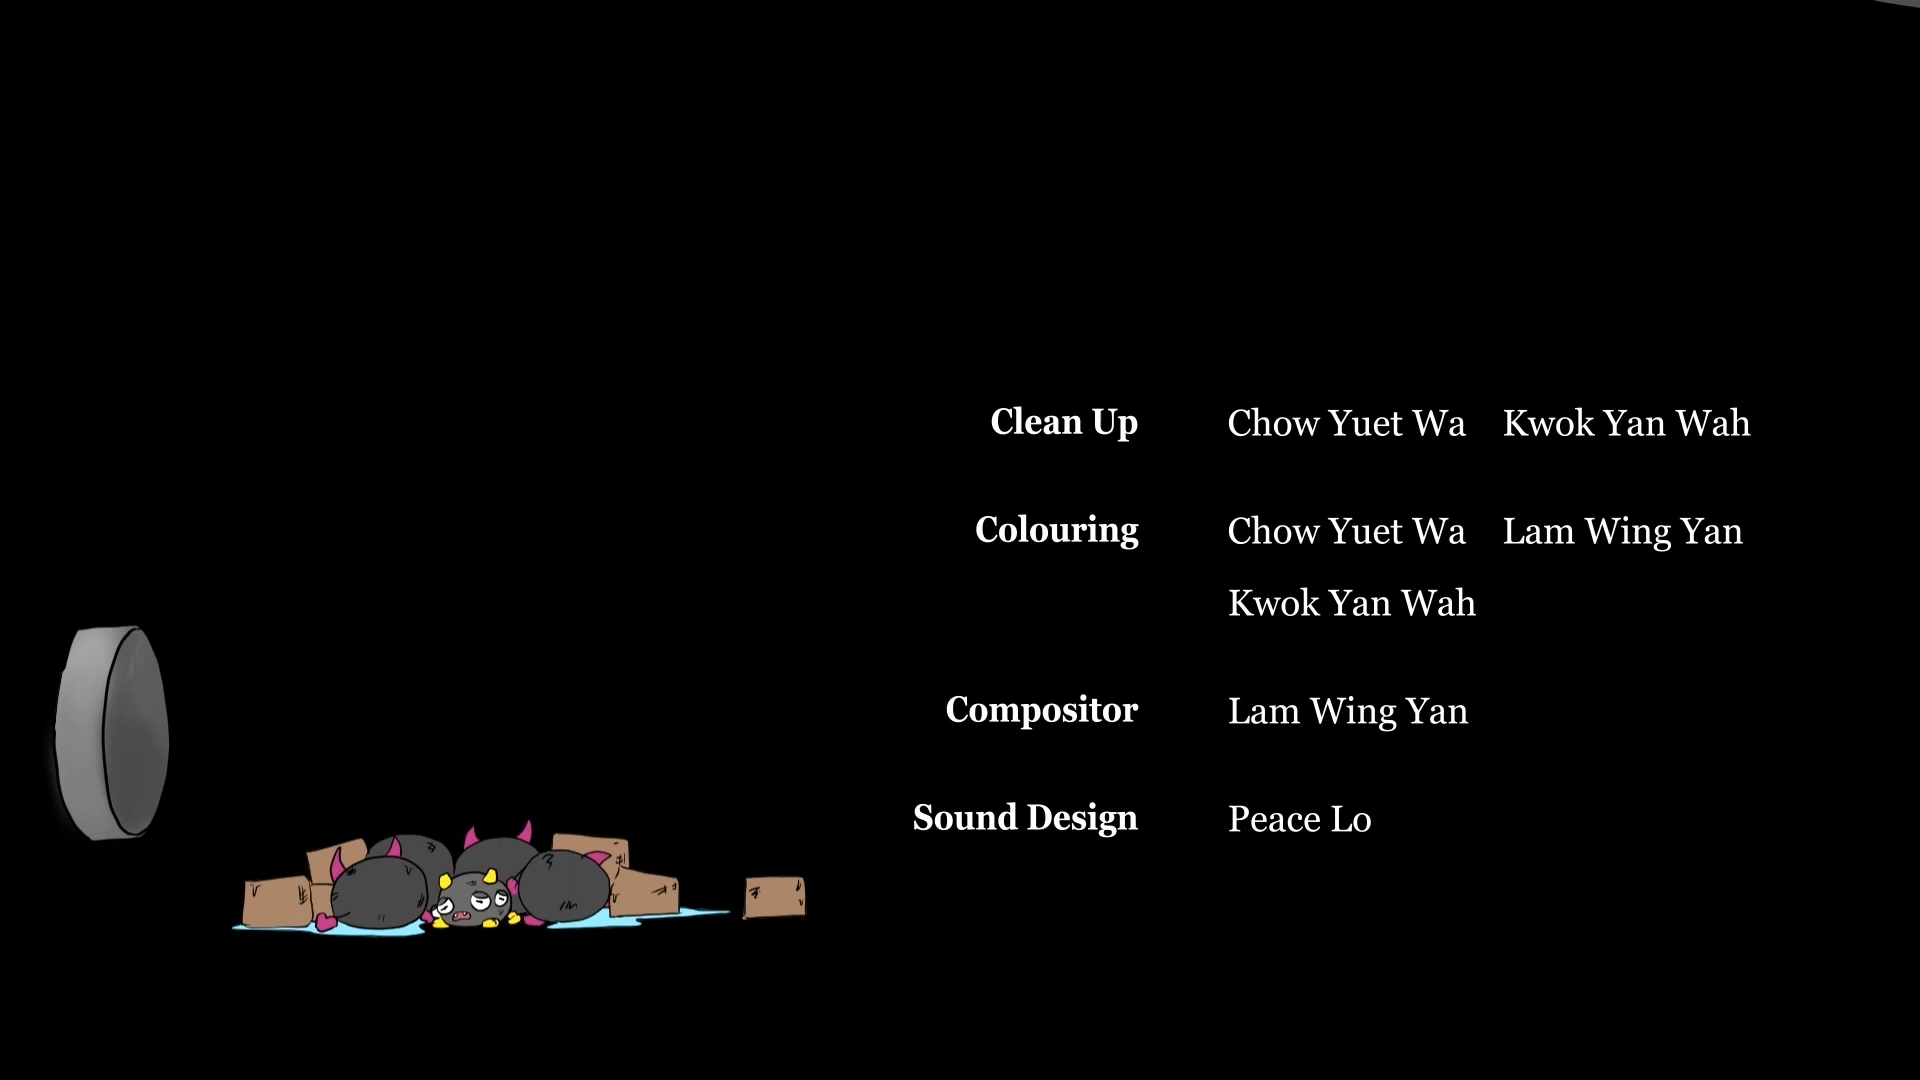 Clean Up Chow Yuet Wa Kwok Yan Wah
Colouring Chow Yuet Wa Lam Wing Yan
Kwok Yan Wah
Compositor Lam Wing Yan
Sound Design Peace Lo